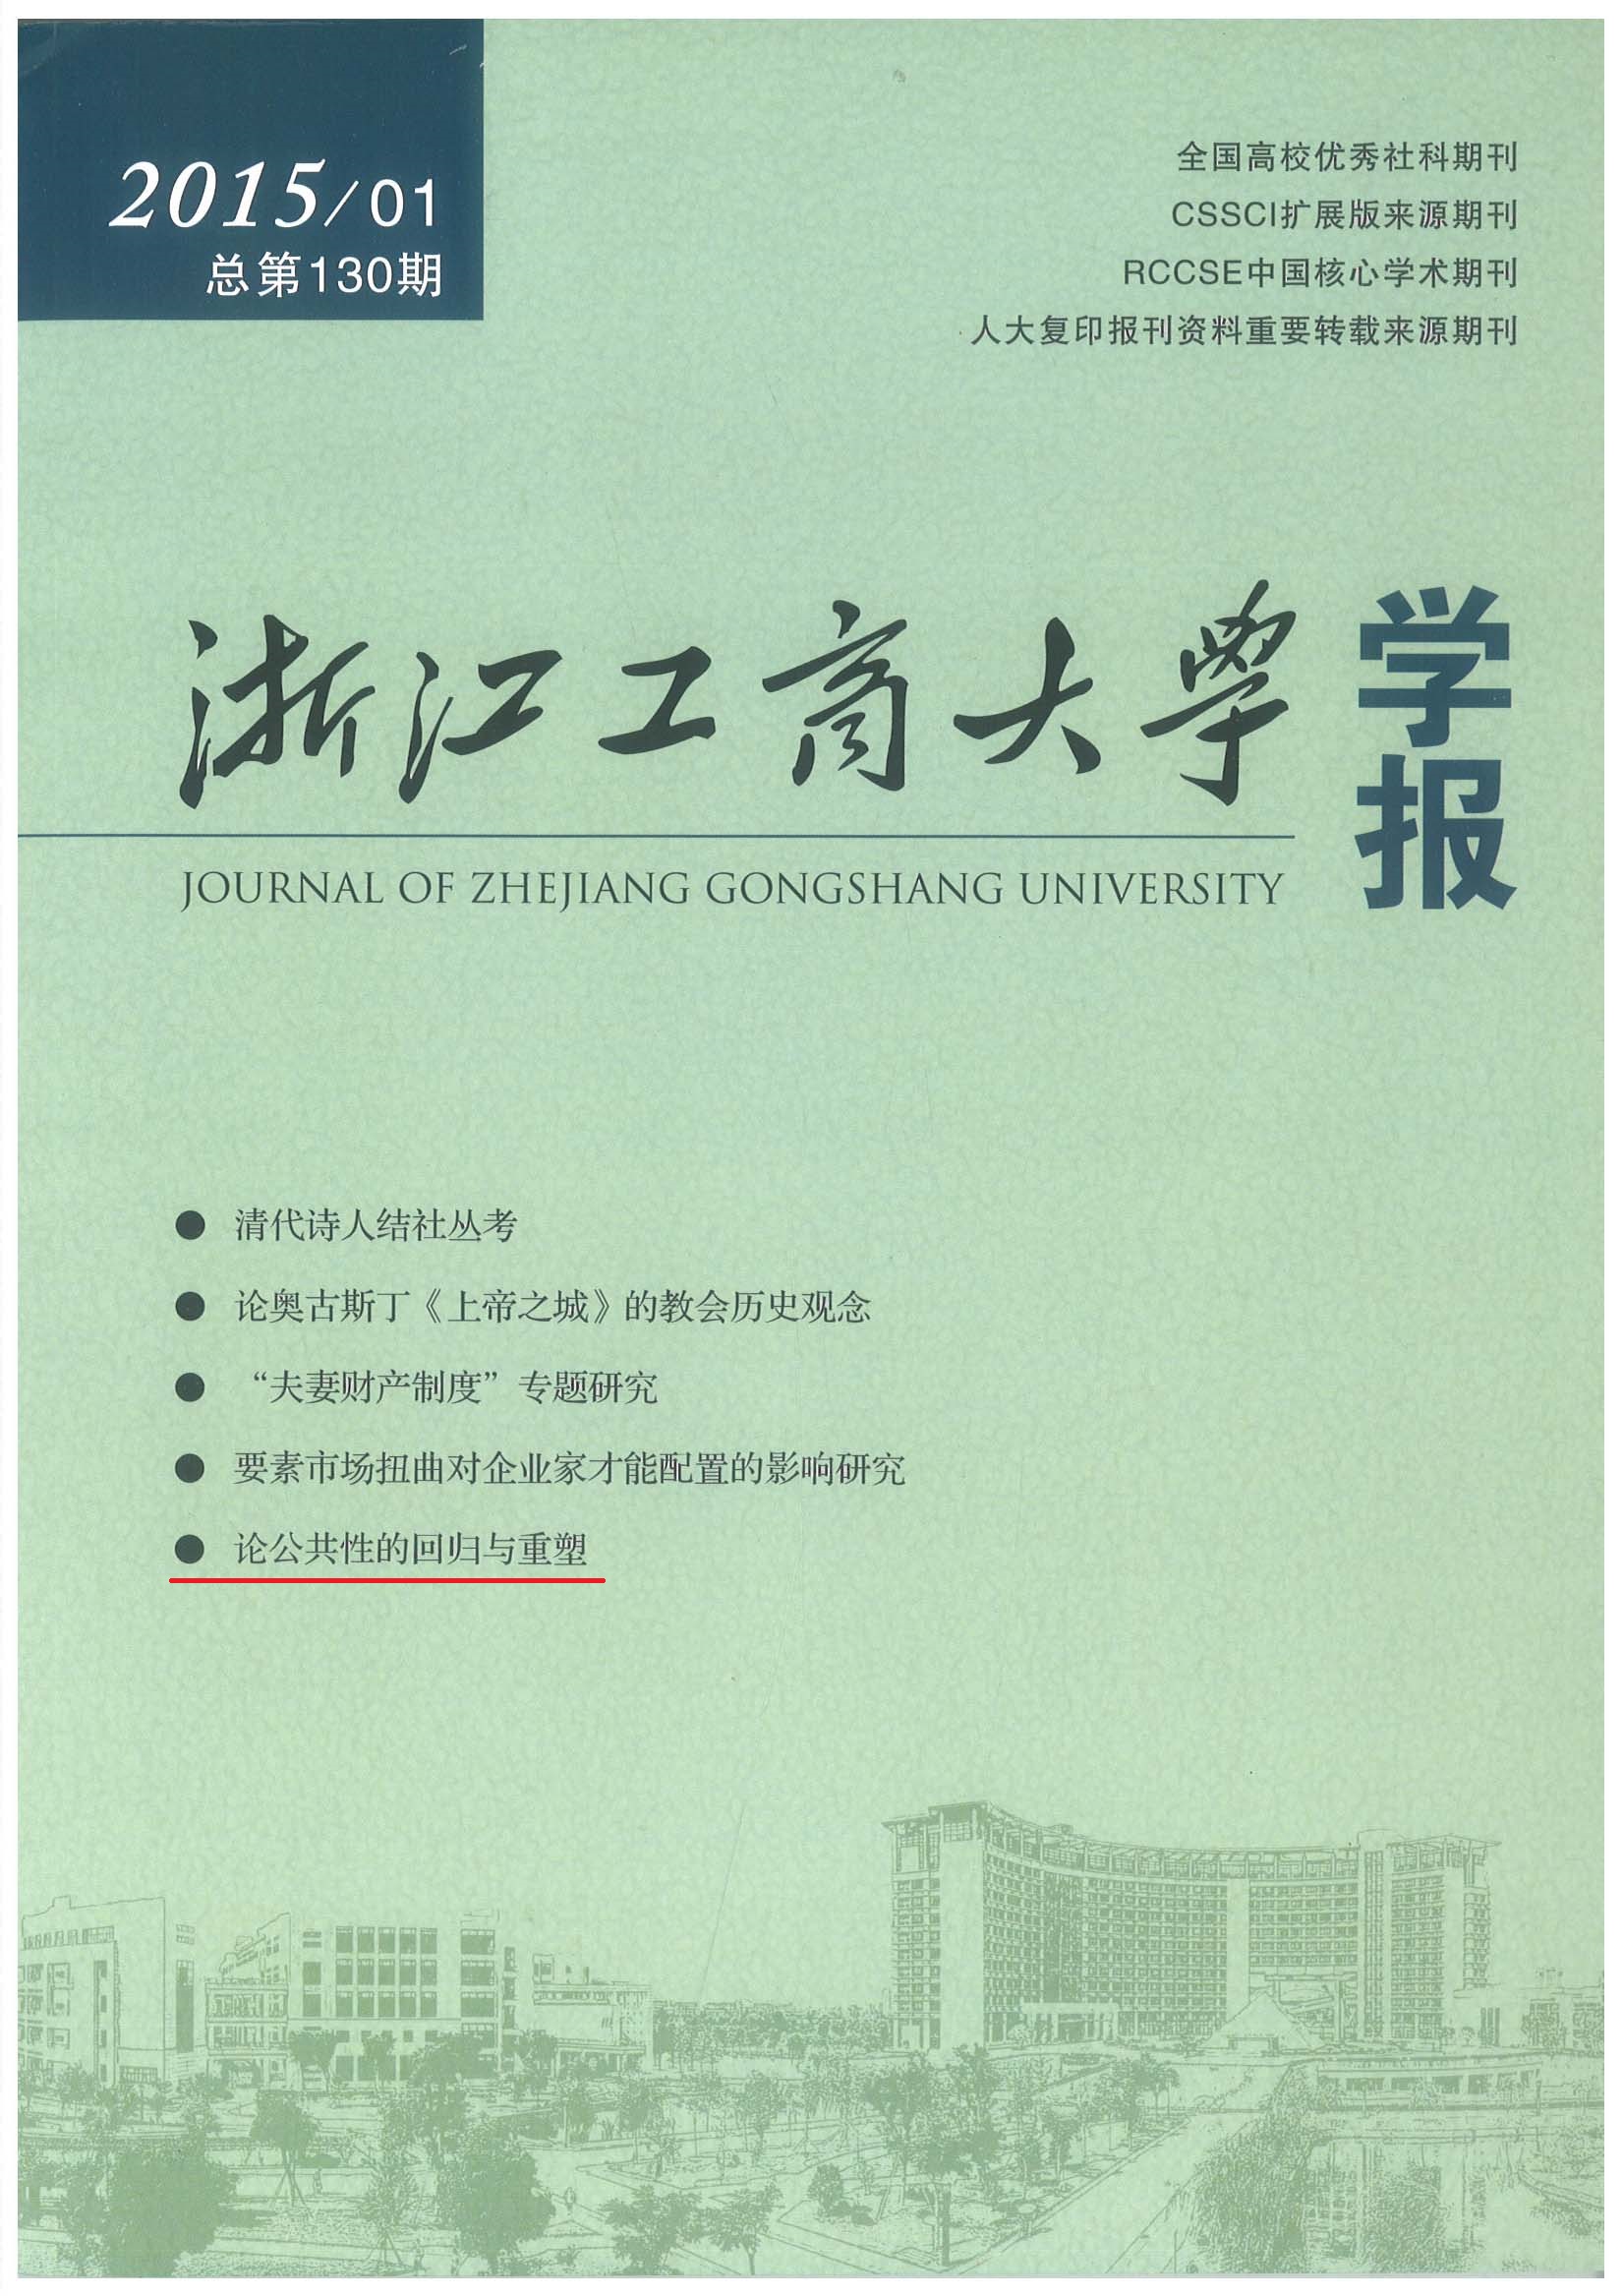 2015/01
总第130期
全国高校优秀社科期刊
CSSCI扩展版来源期刊
RCCSE中国核心学术期刊
人大复印报刊资料重要转载来源期刊
浙江工商大學
学报
JOURNAL OF ZHEJIANG GONGSHANG UNIVERSITY
● 清代诗人结社丛考
● 论奥古斯丁《上帝之城》的教会历史观念
● “夫妻财产制度”专题研究
● 要素市场扭曲对企业家才能配置的影响研究
● 论公共性的回归与重塑